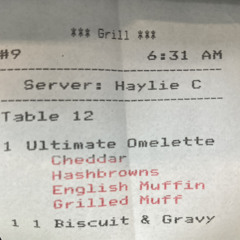 *** Grill ***
#9 6:31 AM
Server: Haylie C
Table 12
1 Ultimate Omelette
Cheddar
Hashbrowns
English Muffin
Grilled Muff
1 1 Biscuit & Gravy